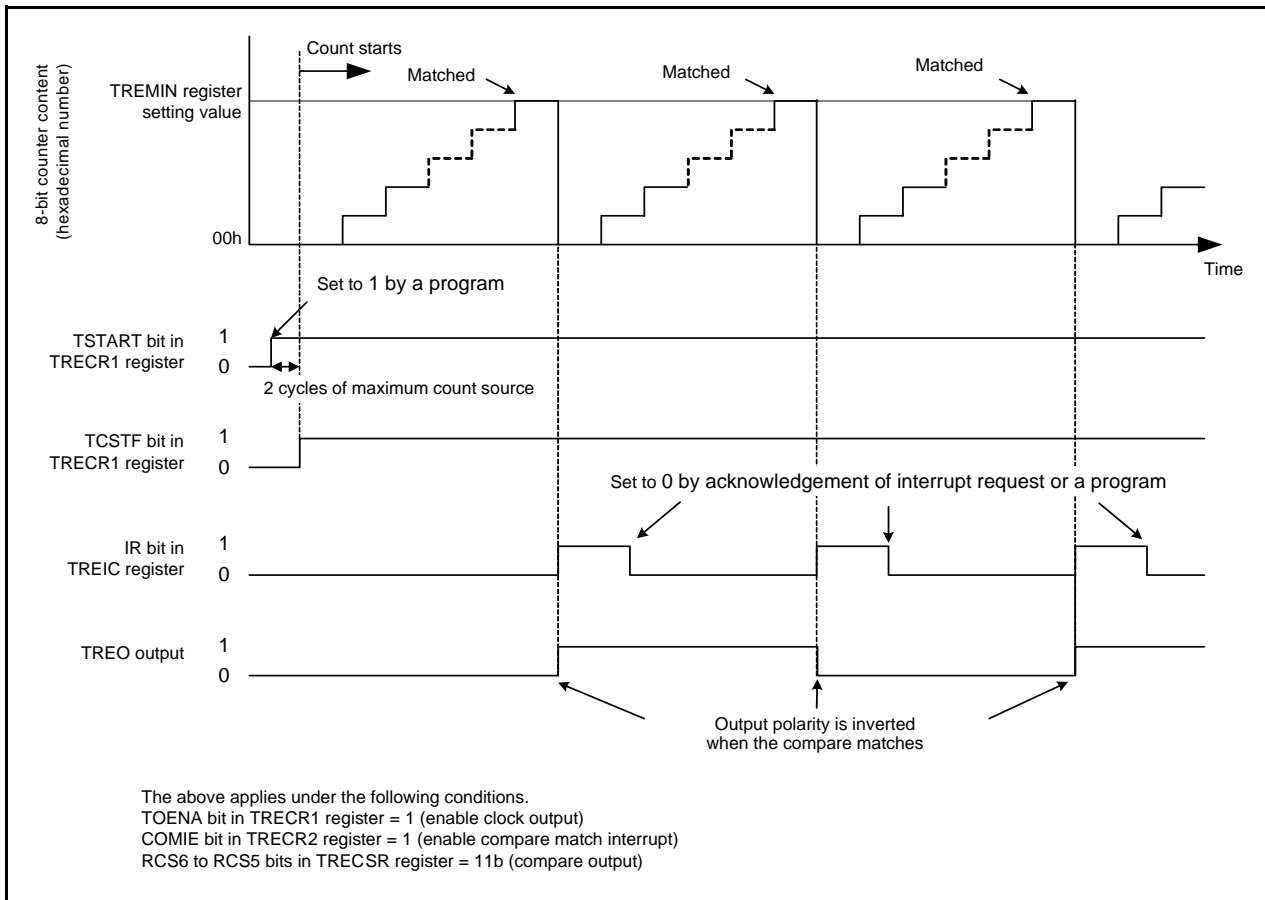 8-bit counter content
(hexadecimal number)
Count starts
Matched
Matched
Matched
TREMIN register
setting value
00h
Time
Set to 1 by a program
TSTART bit in
TRECR1 register
1
0
2 cycles of maximum count source
TCSTF bit in
TRECR1 register
1
0
Set to 0 by acknowledgement of interrupt request or a program
IR bit in
TREIC register
1
0
TREO output
1
0
Output polarity is inverted
when the compare matches
The above applies under the following conditions.
TOENA bit in TRECR1 register = 1 (enable clock output)
COMIE bit in TRECR2 register = 1 (enable compare match interrupt)
RCS6 to RCS5 bits in TRECSR register = 11b (compare output)